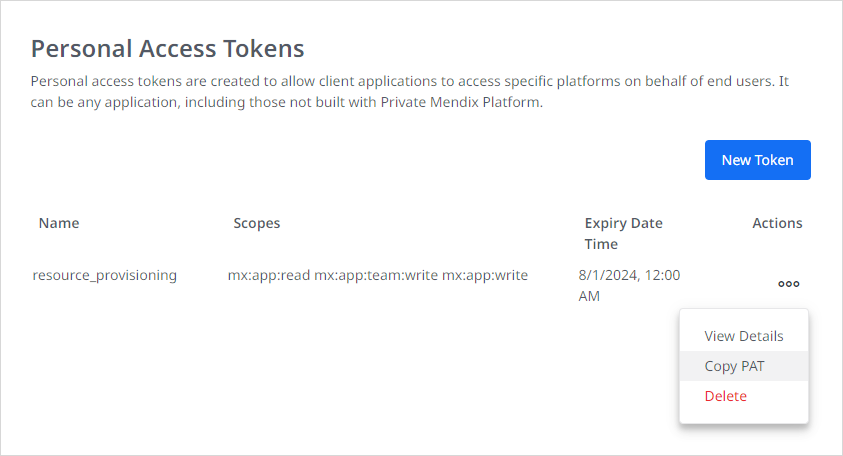 Personal Access Tokens
Personal access tokens are created to allow client applications to access specific platforms on behalf of end users. It
can be any application, including those not built with Private Mendix Platform.
New Token
Name Scopes Expiry Date Actions
Time
resource_provisioning mx:app:read mx:app:team:write mx:app:write 8/1/2024, 12:00
AM
View Details
Copy PAT
Delete